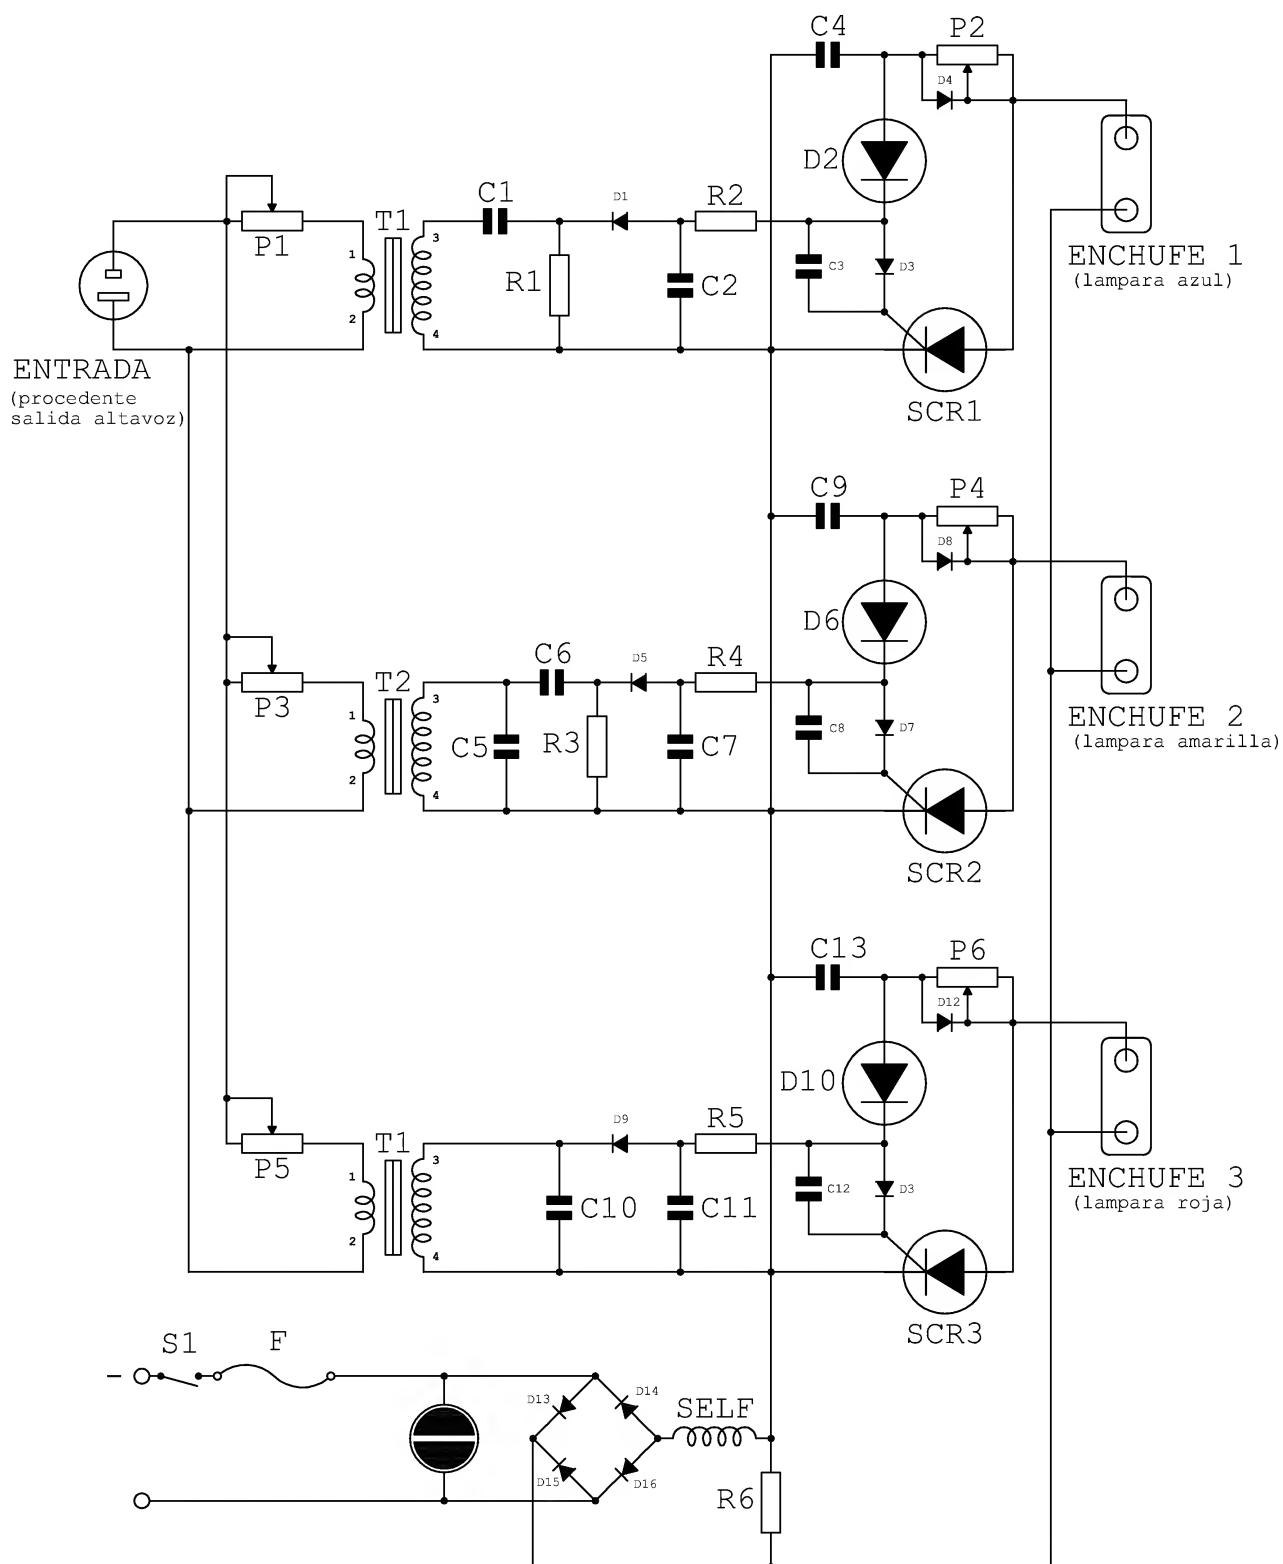 C4
P2
D4
D2
C1
D1
R2
T1
3
P1
1
R1
C2
C3
D3
2
4
ENCHUFE 1
(lampara azul)
ENTRADA
(procedente
salida altavoz)
SCR1
C9
P4
D8
D6
C6
D5
R4
T2
3
P3
1
C5
R3
C7
C8
D7
2
4
ENCHUFE 2
(lampara amarilla)
SCR2
C13
P6
D12
D10
D9
R5
T1
3
P5
1
C10
C11
C12
D3
2
4
ENCHUFE 3
(lampara roja)
SCR3
S1
F
–
D13
D14
SELF
D15
D16
R6